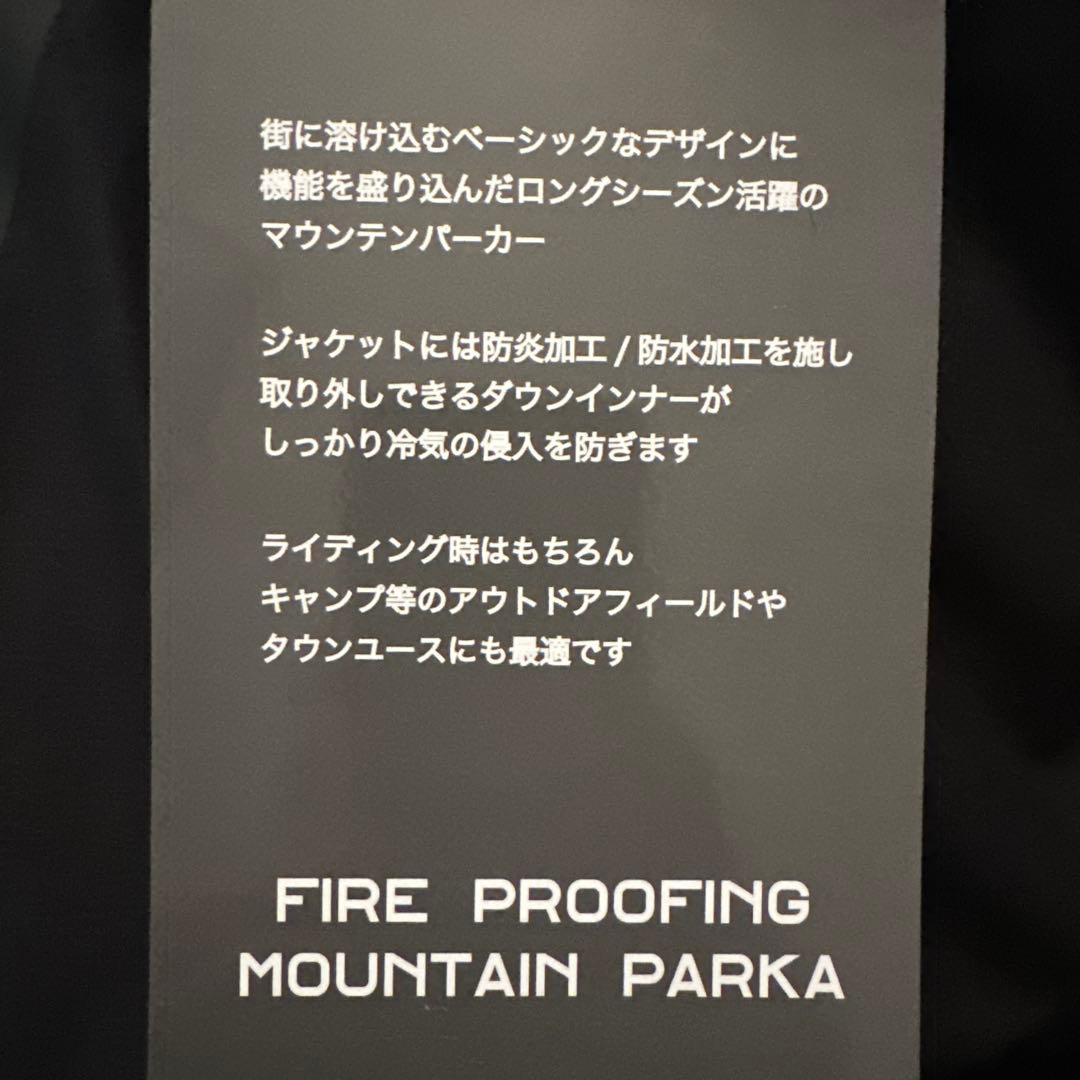 街に溶け込むベーシックなデザインに
機能を盛り込んだロングシーズン活躍の
マウンテンパーカー
ジャケットには防炎加工 / 防水加工を施し
取り外しできるダウンインナーが
しっかり冷気の侵入を防ぎます
ライディング時はもちろん
キャンプ等のアウトドアフィールドや
タウンユースにも最適です
FIRE PROOFING
MOUNTAIN PARKA